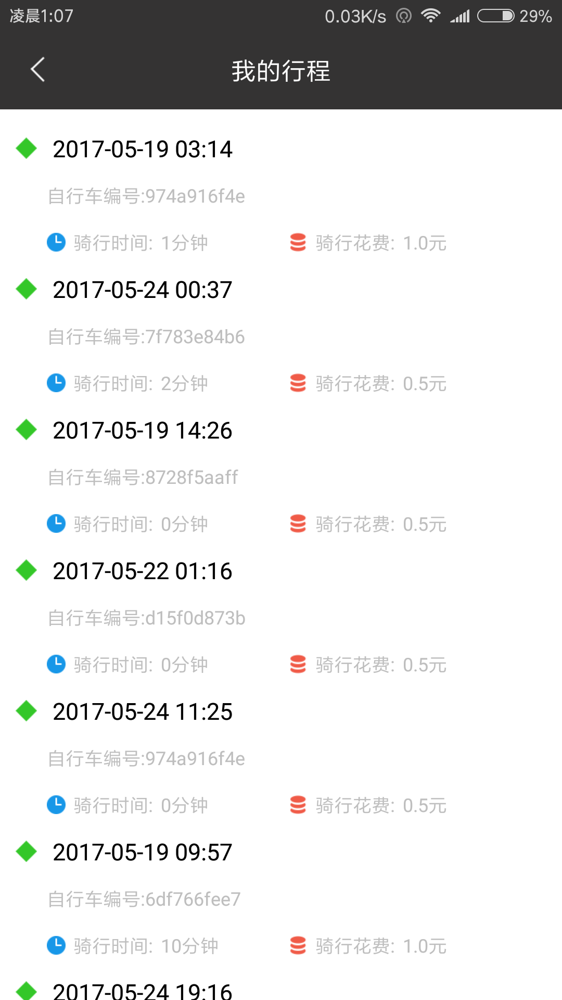 凌晨1:07 0.03K/s 29%
我的行程
2017-05-19 03:14
自行车编号:974a916f4e
骑行时间: 1分钟 骑行花费: 1.0元
2017-05-24 00:37
自行车编号:7f783e84b6
骑行时间: 2分钟 骑行花费: 0.5元
2017-05-19 14:26
自行车编号:8728f5aaff
骑行时间: 0分钟 骑行花费: 0.5元
2017-05-22 01:16
自行车编号:d15f0d873b
骑行时间: 0分钟 骑行花费: 0.5元
2017-05-24 11:25
自行车编号:974a916f4e
骑行时间: 0分钟 骑行花费: 0.5元
2017-05-19 09:57
自行车编号:6df766fee7
骑行时间: 10分钟 骑行花费: 1.0元
2017-05-24 19:16